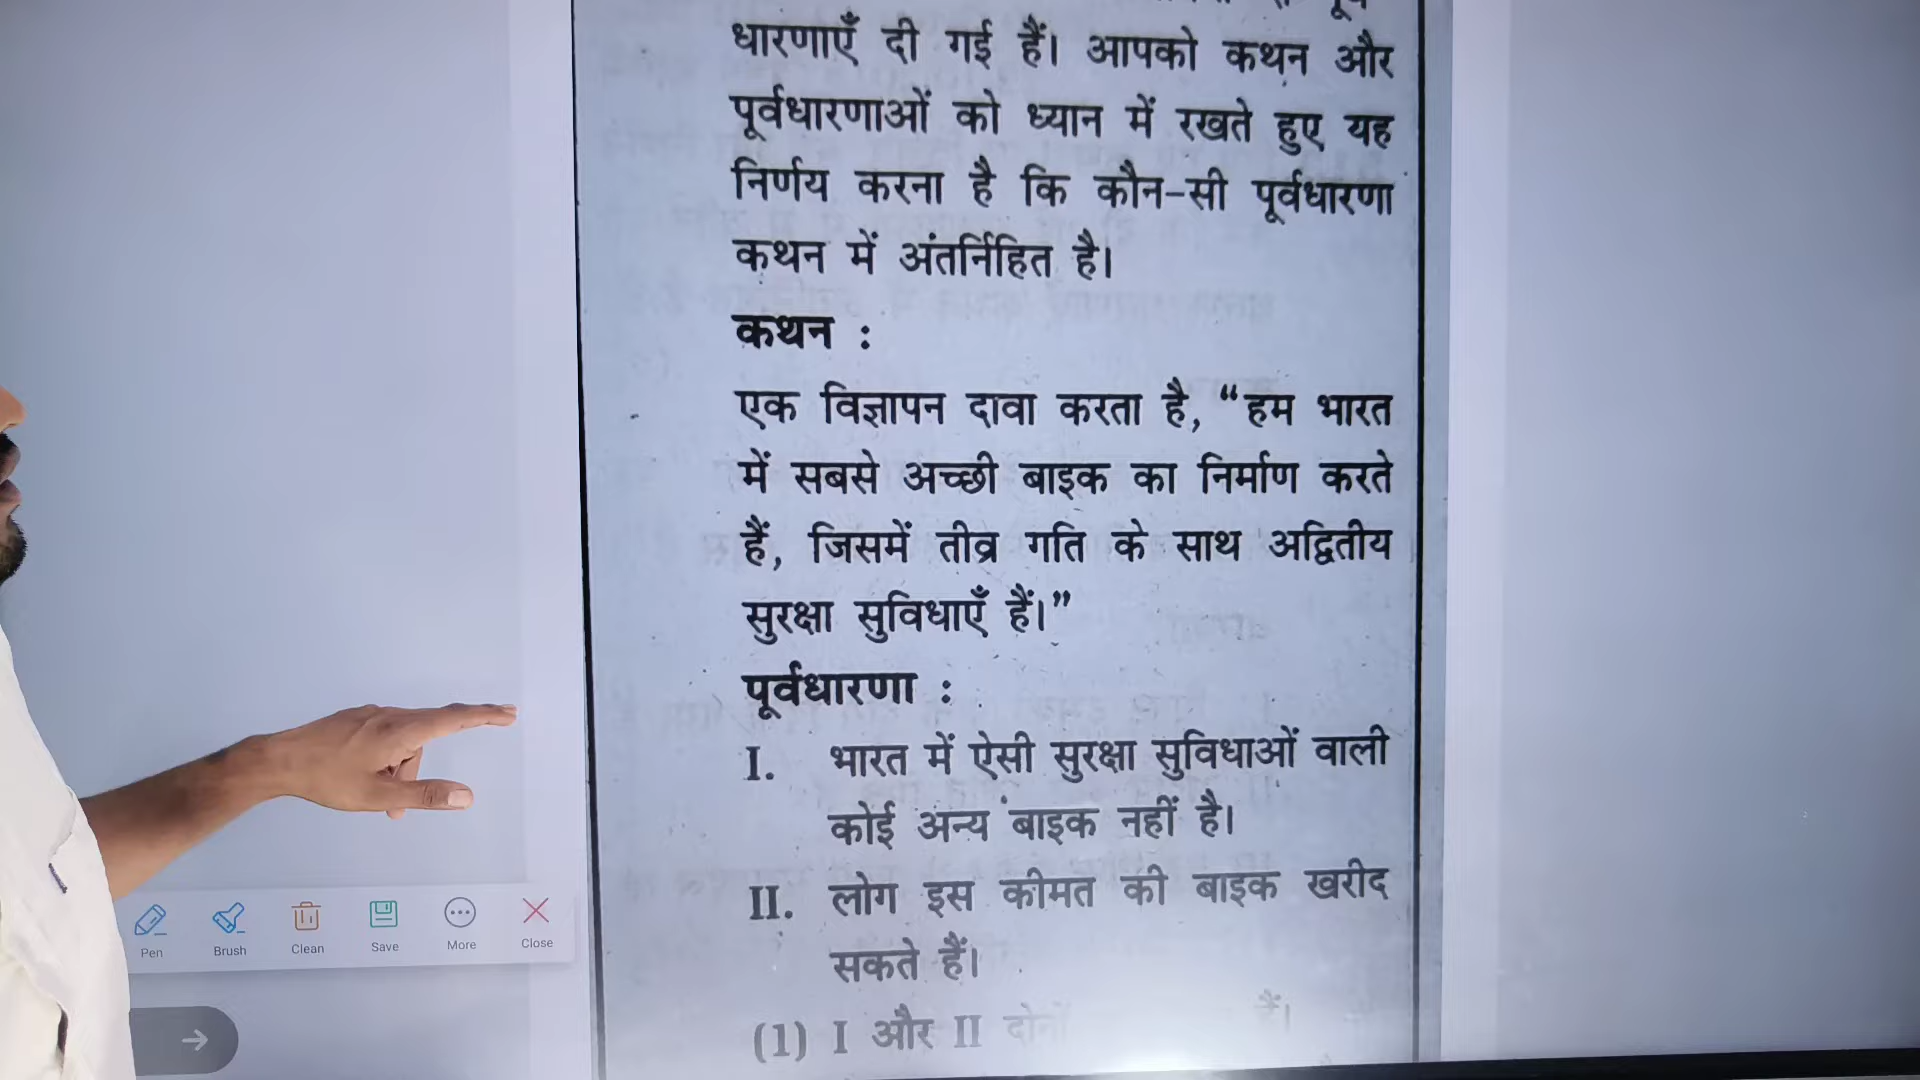 धारणाएँ दी गई हैं। आपको कथन और
पूर्वधारणाओं को ध्यान में रखते हुए यह
निर्णय करना है कि कौन-सी पूर्वधारणा
कथन में अंतर्निहित है।
कथन :
एक विज्ञापन दावा करता है, “हम भारत
में सबसे अच्छी बाइक का निर्माण करते
हैं, जिसमें तीव्र गति के साथ अद्वितीय
सुरक्षा सुविधाएँ हैं।”
पूर्वधारणा :
I. भारत में ऐसी सुरक्षा सुविधाओं वाली
कोई अन्य बाइक नहीं है।
II. लोग इस कीमत की बाइक खरीद
सकते हैं।
(1) I और II दोनों हैं।
Pen Brush Clean Save More Close